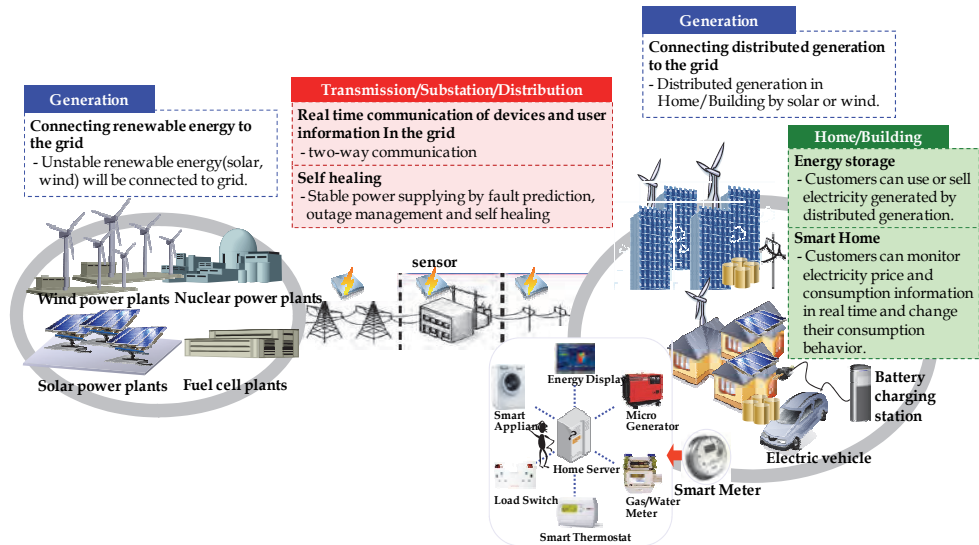 Generation
Connecting renewable energy to
the grid
- Unstable renewable energy(solar,
wind) will be connected to grid.
Transmission/Substation/Distribution
Real time communication of devices and user
information In the grid
- two-way communication
Self healing
- Stable power supplying by fault prediction,
outage management and self healing
Generation
Connecting distributed generation
to the grid
- Distributed generation in
Home/Building by solar or wind.
Home/Building
Energy storage
- Customers can use or sell
electricity generated by
distributed generation.
Smart Home
- Customers can monitor
electricity price and
consumption information
in real time and change
their consumption
behavior.
Wind power plants
Nuclear power plants
Solar power plants
Fuel cell plants
sensor
Energy Display
Smart
Applian
Micro
Generator
Home Server
Load Switch
Gas/Water
Meter
Smart Thermostat
Smart Meter
Electric vehicle
Battery
charging
station